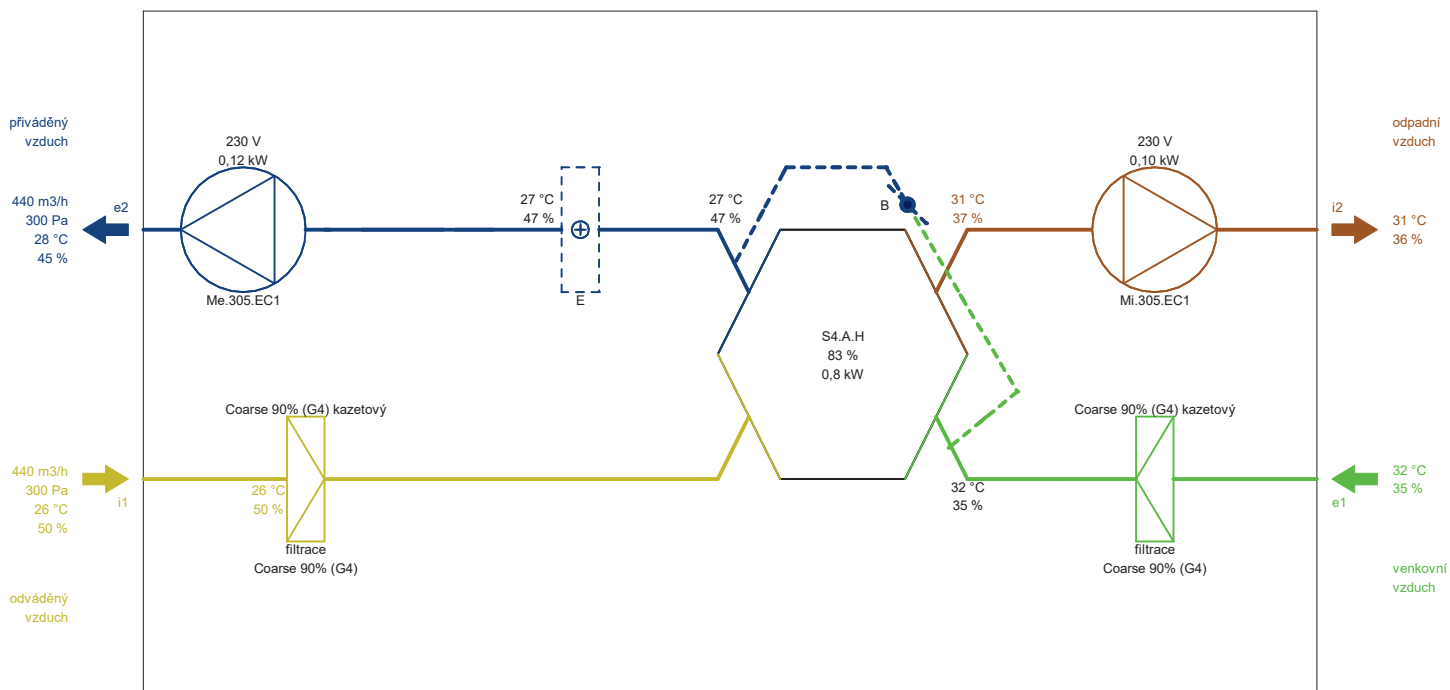 přiváděný
vzduch
440 m3/h
300 Pa
28 °C
45 %
e2
230 V
0,12 kW
Me.305.EC1
27 °C
47 %
E
27 °C
47 %
B
31 °C
37 %
230 V
0,10 kW
Mi.305.EC1
odpadní
vzduch
i2
31 °C
36 %
S4.A.H
83 %
0,8 kW
Coarse 90% (G4) kazetový
440 m3/h
300 Pa
26 °C
50 %
i1
26 °C
50 %
filtrace
Coarse 90% (G4)
odváděný
vzduch
32 °C
35 %
Coarse 90% (G4) kazetový
filtrace
Coarse 90% (G4)
e1
32 °C
35 %
venkovní
vzduch